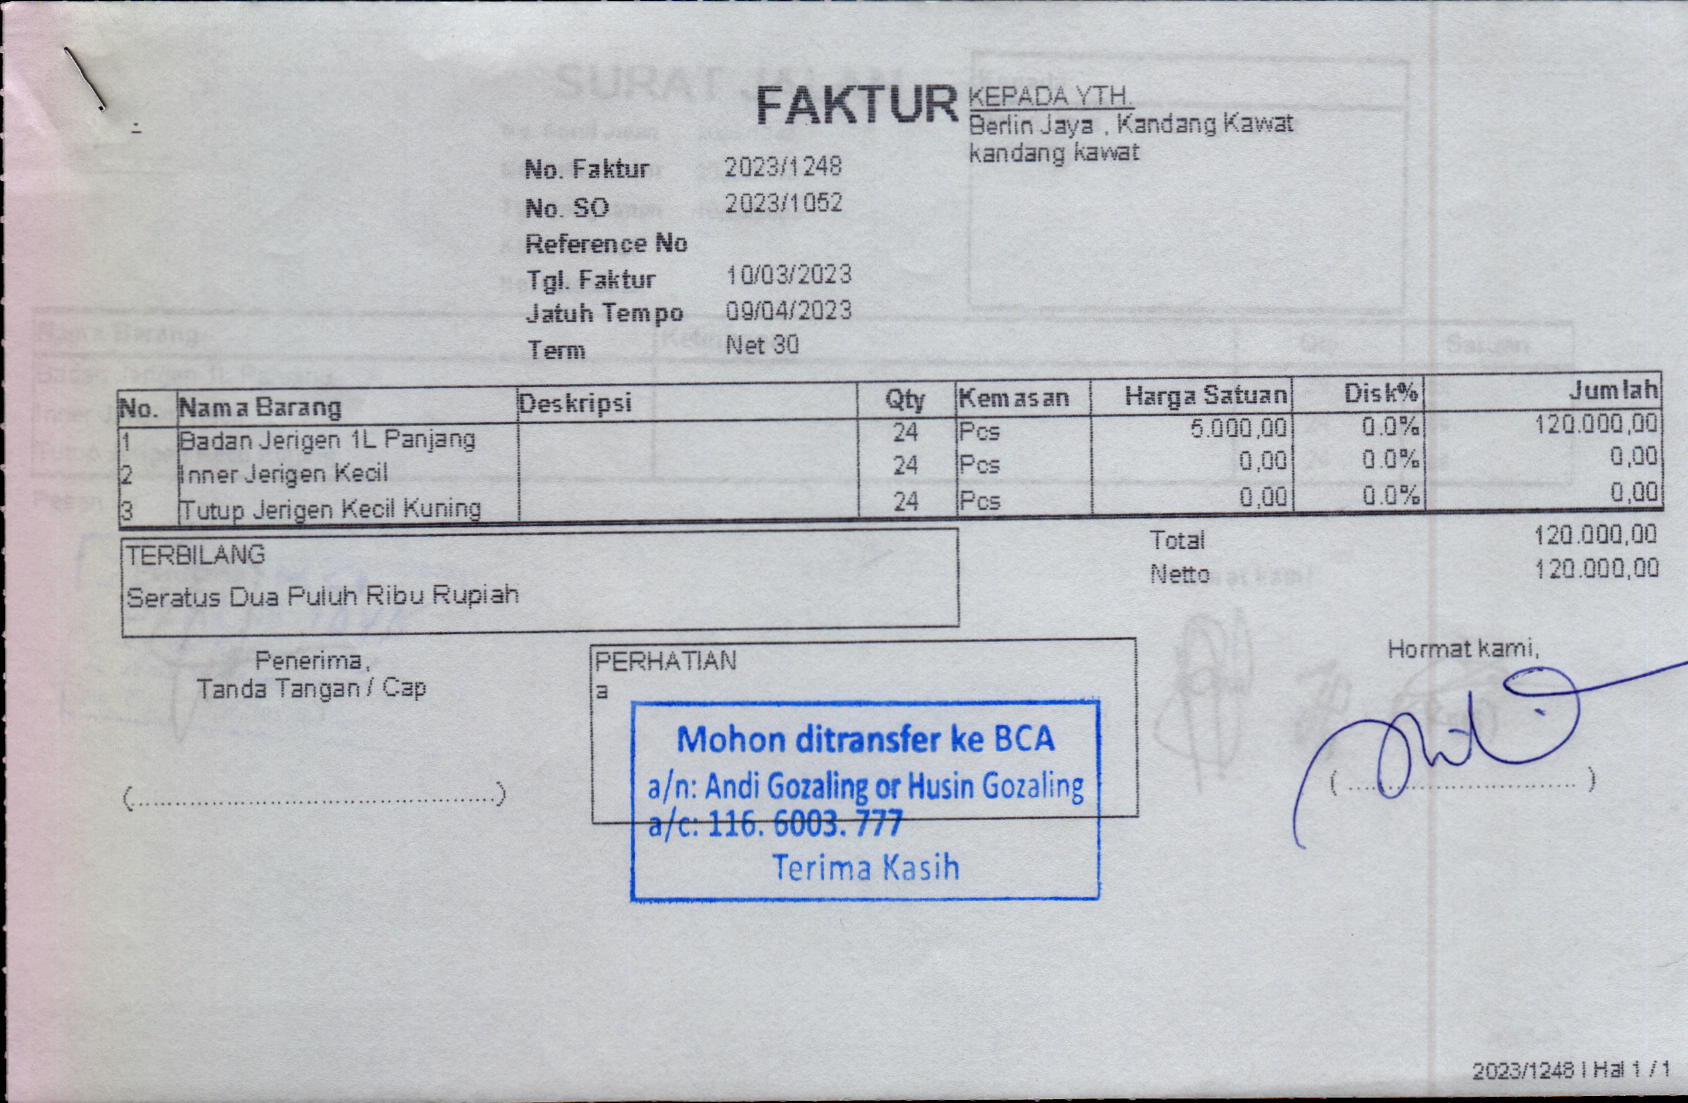 FAKTUR
KEPADA YTH.
Berlin Jaya , Kandang Kawat
kandang kawat
No. Faktur 2023/1248
No. SO 2023/1052
Reference No
Tgl. Faktur 10/03/2023
Jatuh Tempo 09/04/2023
Term Net 30
No. Nama Barang Deskripsi Qty Kemasan Harga Satuan Disk% Jumlah
1 Badan Jerigen 1L Panjang 24 Pcs 5.000,00 0.0% 120.000,00
2 Inner Jerigen Kecil 24 Pcs 0,00 0.0% 0,00
3 Tutup Jerigen Kecil Kuning 24 Pcs 0,00 0.0% 0,00
TERBILANG
Seratus Dua Puluh Ribu Rupiah
Total 120.000,00
Netto 120.000,00
Penerima,
Tanda Tangan / Cap
(..............................................)
PERHATIAN
a
Mohon ditransfer ke BCA
a/n: Andi Gozaling or Husin Gozaling
a/c: 116. 6003. 777
Terima Kasih
Hormat kami,
( ............................. )
2023/1248 | Hal 1 / 1